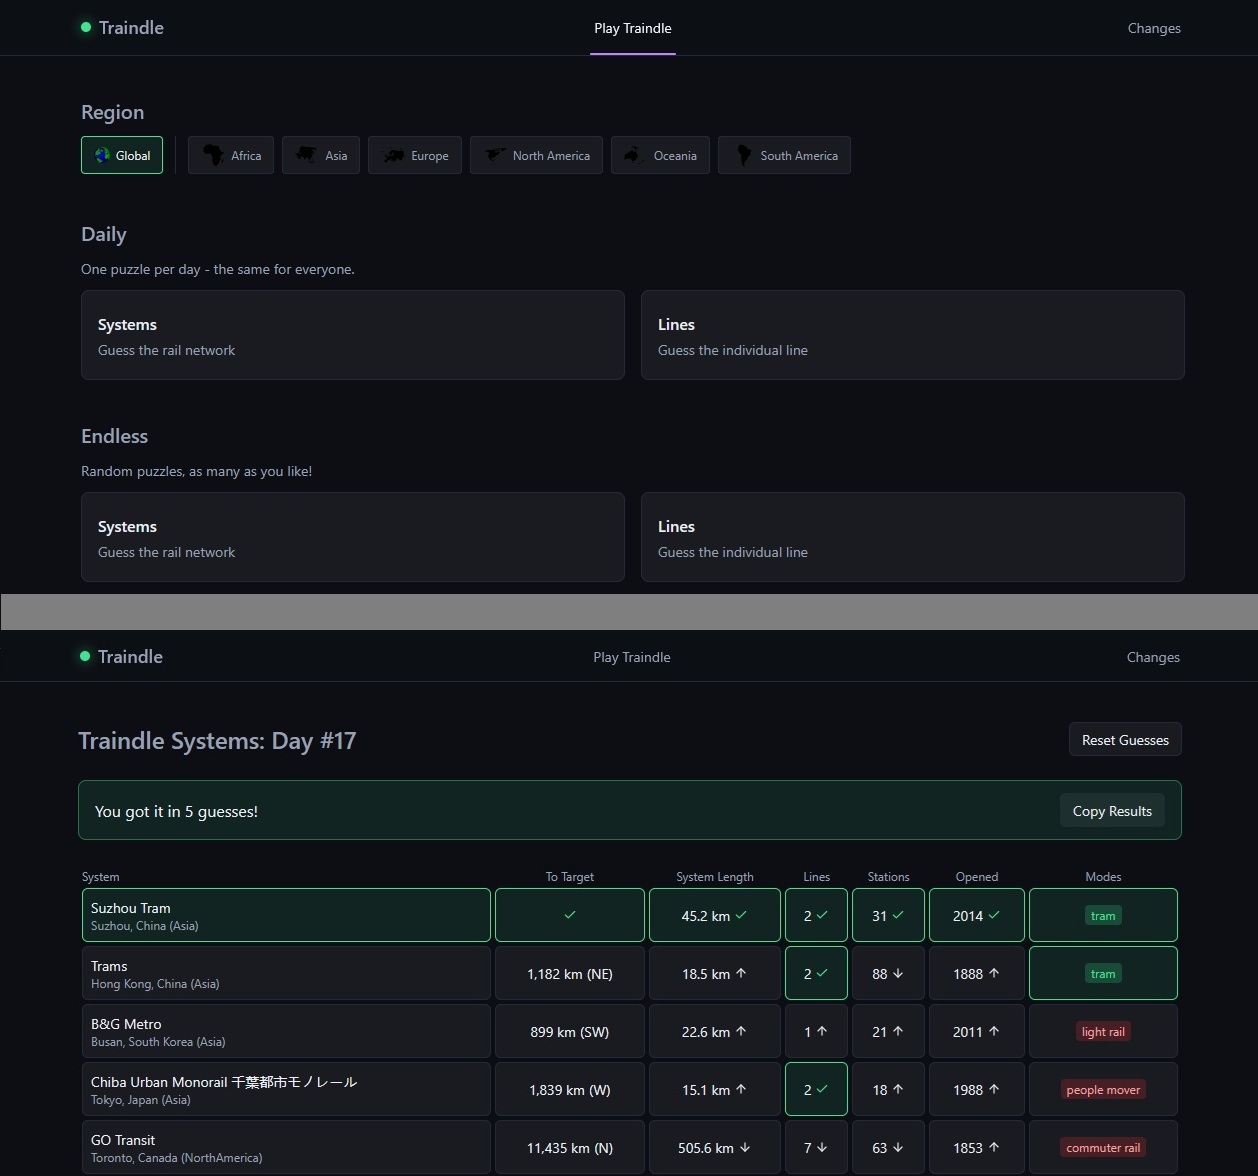 Traindle
Play Traindle
Changes
Region
Global
Africa
Asia
Europe
North America
Oceania
South America
Daily
One puzzle per day - the same for everyone.
Systems
Guess the rail network
Lines
Guess the individual line
Endless
Random puzzles, as many as you like!
Systems
Guess the rail network
Lines
Guess the individual line
Traindle
Play Traindle
Changes
Traindle Systems: Day #17
Reset Guesses
You got it in 5 guesses!
Copy Results
System To Target System Length Lines Stations Opened Modes
Suzhou Tram
Suzhou, China (Asia)
✓ 45.2 km ✓ 2 ✓ 31 ✓ 2014 ✓ tram
Trams
Hong Kong, China (Asia)
1,182 km (NE) 18.5 km ↑ 2 ✓ 88 ↓ 1888 ↑ tram
B&G Metro
Busan, South Korea (Asia)
899 km (SW) 22.6 km ↑ 1 ↑ 21 ↑ 2011 ↑ light rail
Chiba Urban Monorail 千葉都市モノレール
Tokyo, Japan (Asia)
1,839 km (W) 15.1 km ↑ 2 ✓ 18 ↑ 1988 ↑ people mover
GO Transit
Toronto, Canada (NorthAmerica)
11,435 km (N) 505.6 km ↓ 7 ↓ 63 ↓ 1853 ↑ commuter rail